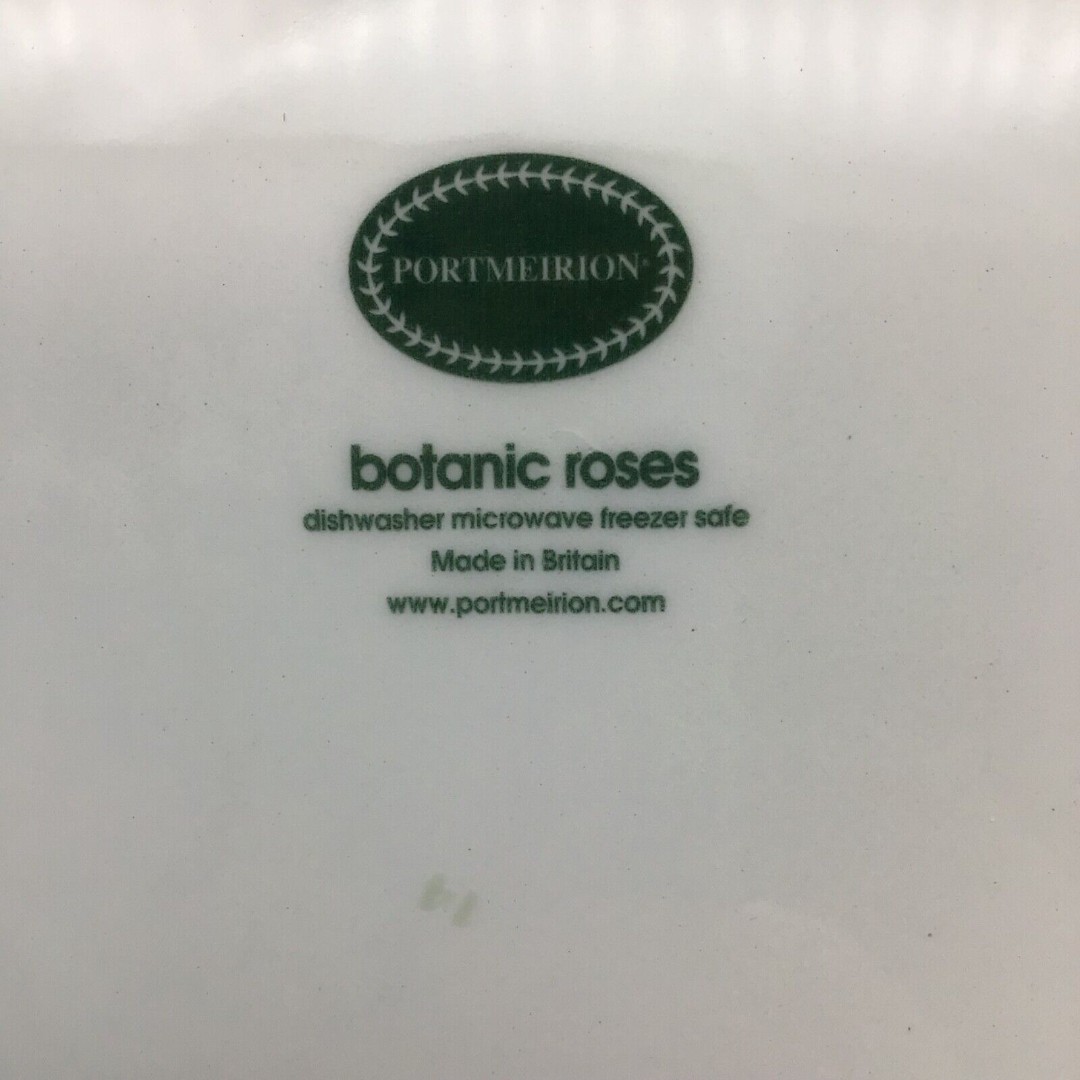 PORTMEIRION
botanic roses
dishwasher microwave freezer safe
Made in Britain
www.portmeirion.com